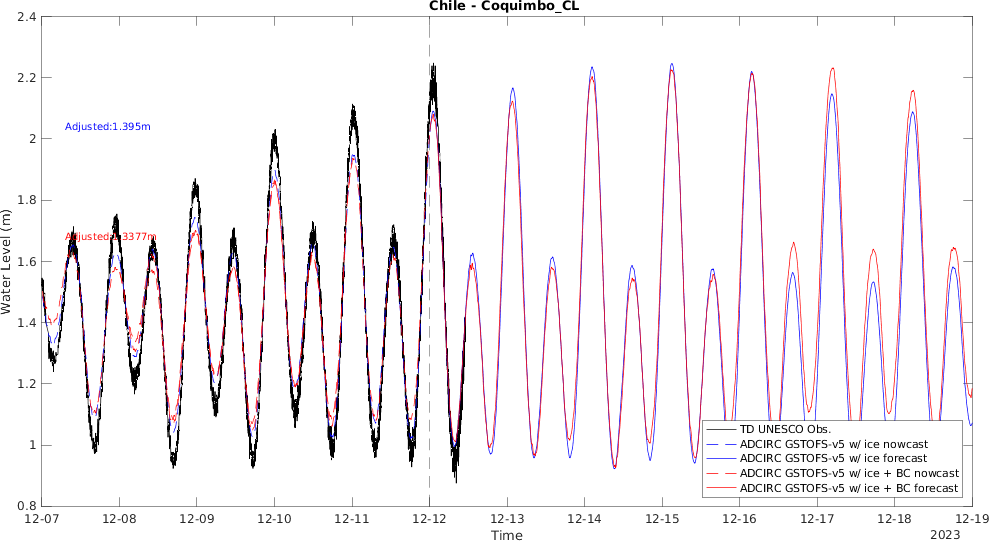 Chile - Coquimbo_CL
2.4
2.2
2
1.8
1.6
1.4
1.2
1
0.8
Water Level (m)
Adjusted:1.395m
12-07 12-08 12-09 12-10 12-11 12-12 12-13 12-14 12-15 12-16 12-17 12-18 12-19
Time
2023
TD UNESCO Obs.
ADCIRC GSTOFS-v5 w/ ice nowcast
ADCIRC GSTOFS-v5 w/ ice forecast
ADCIRC GSTOFS-v5 w/ ice + BC nowcast
ADCIRC GSTOFS-v5 w/ ice + BC forecast